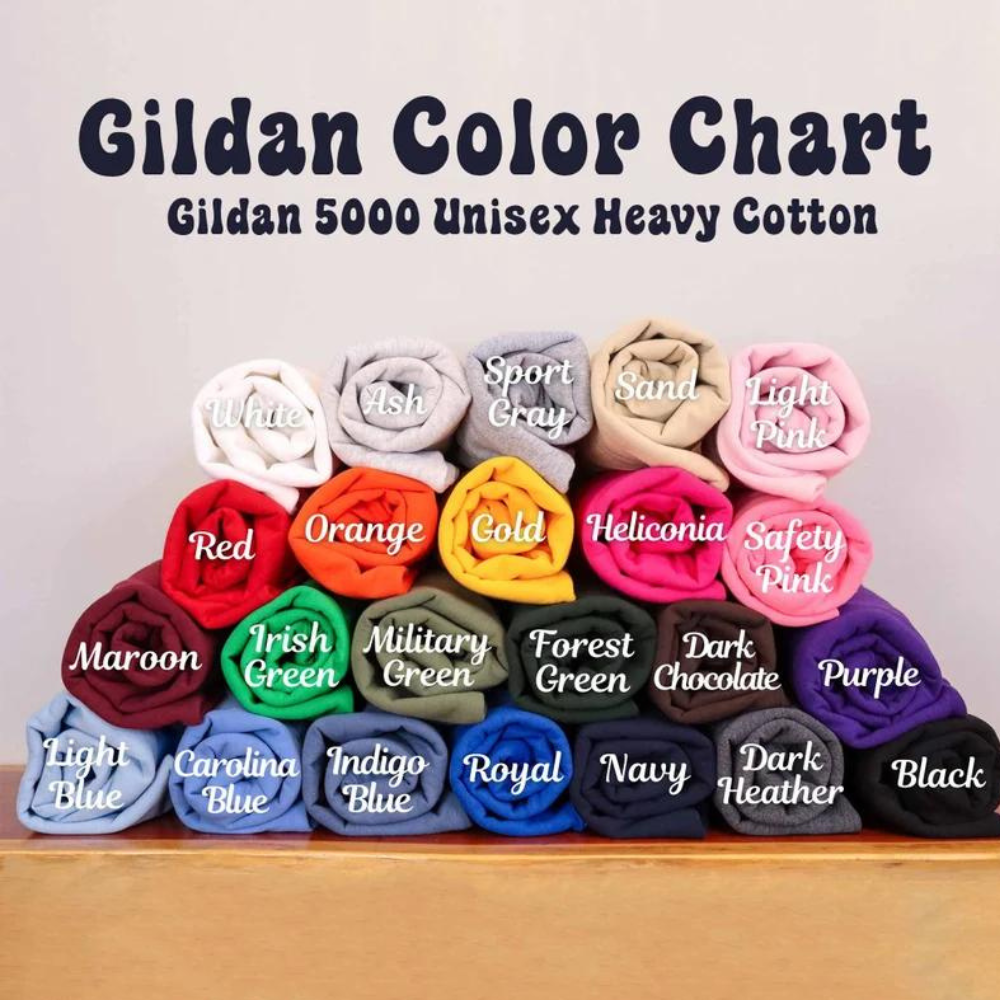 Gildan Color Chart
Gildan 5000 Unisex Heavy Cotton
White
Ash
Sport
Gray
Sand
Light
Pink
Red
Orange
Gold
Heliconia
Safety
Pink
Maroon
Irish
Green
Military
Green
Forest
Green
Dark
Chocolate
Purple
Light
Blue
Carolina
Blue
Indigo
Blue
Royal
Navy
Dark
Heather
Black